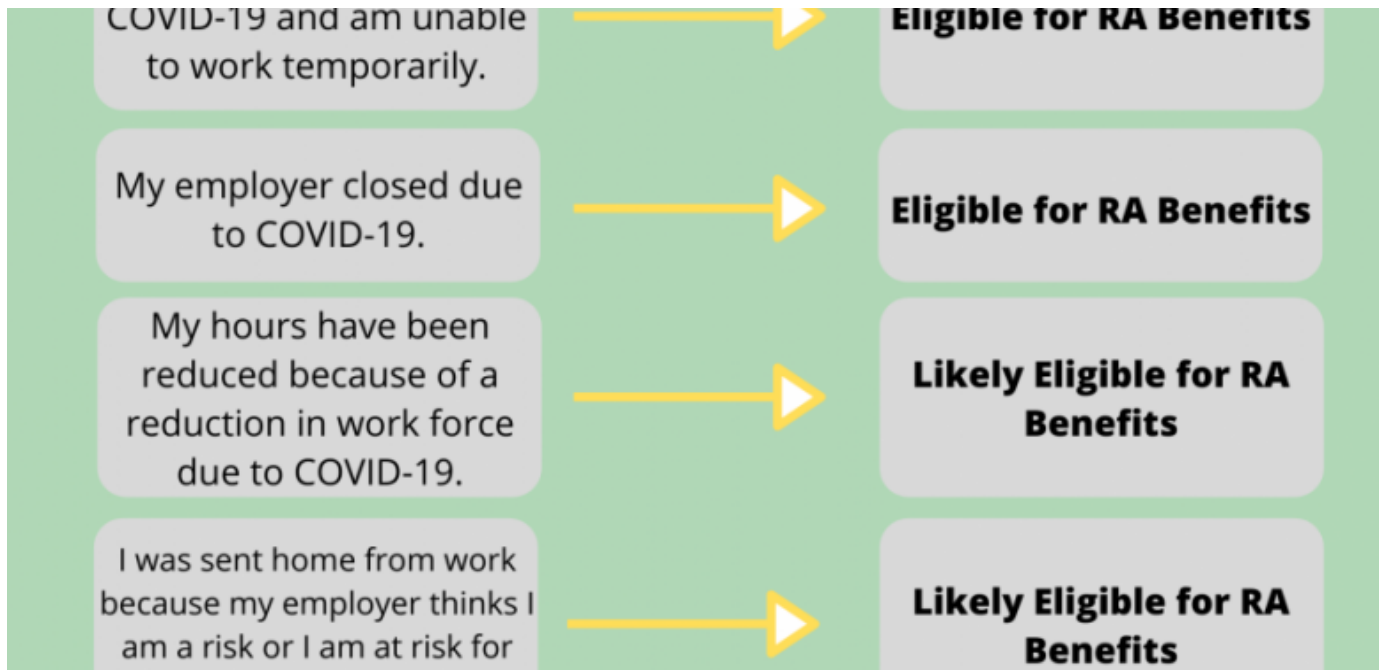 COVID-19 and am unable
to work temporarily.
Eligible for RA Benefits
My employer closed due
to COVID-19.
Eligible for RA Benefits
My hours have been
reduced because of a
reduction in work force
due to COVID-19.
Likely Eligible for RA
Benefits
I was sent home from work
because my employer thinks I
am a risk or I am at risk for
Likely Eligible for RA
Benefits